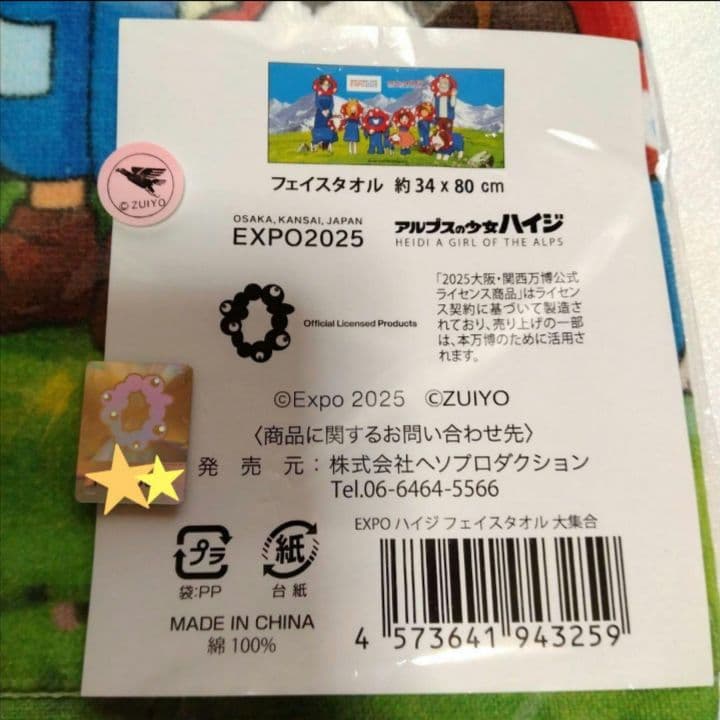 フェイスタオル 約34 x 80 cm
©ZUIYO
OSAKA, KANSAI, JAPAN
EXPO2025
アルプスの少女ハイジ
HEIDI A GIRL OF THE ALPS
Official Licensed Products
「2025大阪・関西万博公式
ライセンス商品」はライセン
ス契約に基づいて製造さ
れており、売り上げの一部
は、本万博のために活用さ
れます。
©Expo 2025 ©ZUIYO
〈商品に関するお問い合わせ先〉
発売元：株式会社ヘソプロダクション
Tel.06-6464-5566
EXPO ハイジ フェイスタオル 大集合
プラ
袋:PP
紙
台紙
MADE IN CHINA
綿100%
4 573641 943259